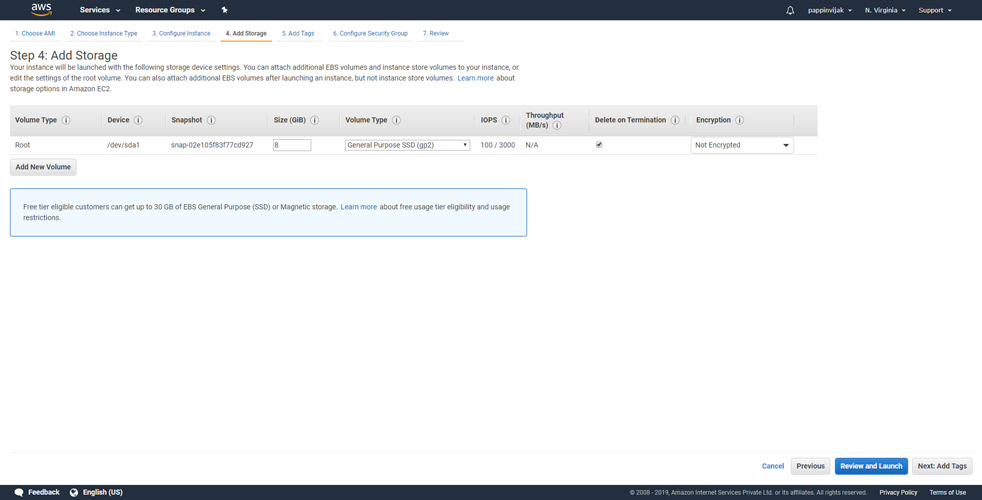 aws Services Resource Groups pappinvijak N. Virginia Support
1. Choose AMI 2. Choose Instance Type 3. Configure Instance 4. Add Storage 5. Add Tags 6. Configure Security Group 7. Review
Step 4: Add Storage
Your instance will be launched with the following storage device settings. You can attach additional EBS volumes and instance store volumes to your instance, or
edit the settings of the root volume. You can also attach additional EBS volumes after launching an instance, but not instance store volumes. Learn more about
storage options in Amazon EC2.
Volume Type Device Snapshot Size (GiB) Volume Type IOPS Throughput (MB/s) Delete on Termination Encryption
Root /dev/sda1 snap-02e105f83f77cd927 8 General Purpose SSD (gp2) 100 / 3000 N/A Not Encrypted
Add New Volume
Free tier eligible customers can get up to 30 GB of EBS General Purpose (SSD) or Magnetic storage. Learn more about free usage tier eligibility and usage
restrictions.
Cancel Previous Review and Launch Next: Add Tags
Feedback English (US) © 2008 - 2019, Amazon Internet Services Private Ltd. or its affiliates. All rights reserved. Privacy Policy Terms of Use